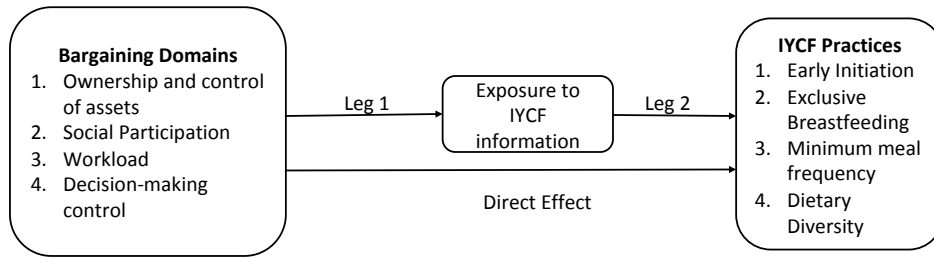 Bargaining Domains
1. Ownership and control
of assets
2. Social Participation
3. Workload
4. Decision-making
control
Leg 1
Exposure to
IYCF
information
Leg 2
Direct Effect
IYCF Practices
1. Early Initiation
2. Exclusive
Breastfeeding
3. Minimum meal
frequency
4. Dietary
Diversity